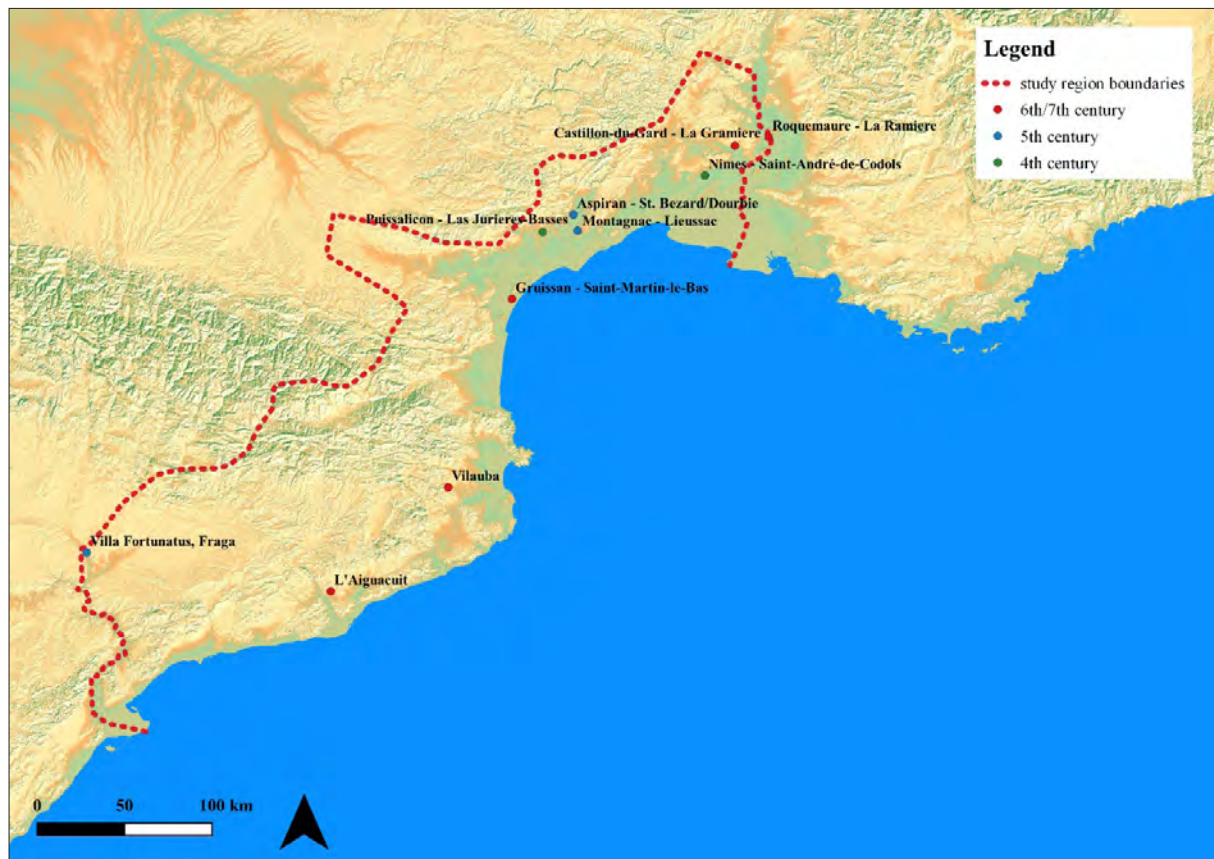 Legend
study region boundaries
6th/7th century
5th century
4th century
Roquemaure - La Ramiere
Castillon-du-Gard - La Gramiere
Nimes - Saint-André-de-Codols
Aspiran - St. Bezard/Dourbie
Puissalicon - Las Jurieres-Basses
Montagnac - Lieussac
Gruissan - Saint-Martin-le-Bas
Vilauba
Villa Fortunatus, Fraga
L'Aiguacuit
0 50 100 km